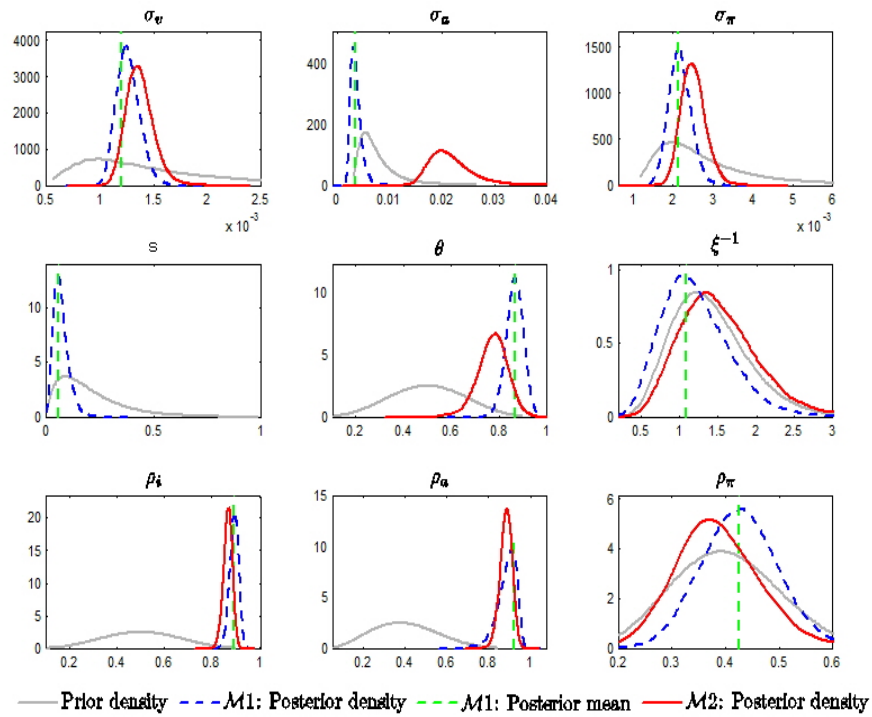 σ_v σ_a σ_π
4000 3000 2000 1000 0
0.5 1 1.5 2 2.5
x 10⁻³
400 200 0
0 0.01 0.02 0.03 0.04
1500 1000 500 0
1 2 3 4 5 6
x 10⁻³
s θ ξ⁻¹
10 5 0
0 0.5 1
10 5 0
0.2 0.4 0.6 0.8 1
1 0.5 0
0.5 1 1.5 2 2.5 3
ρ_i ρ_a ρ_π
20 15 10 5 0
0.2 0.4 0.6 0.8 1
15 10 5 0
0.2 0.4 0.6 0.8 1
6 4 2 0
0.2 0.3 0.4 0.5 0.6
Prior density M1: Posterior density M1: Posterior mean M2: Posterior density